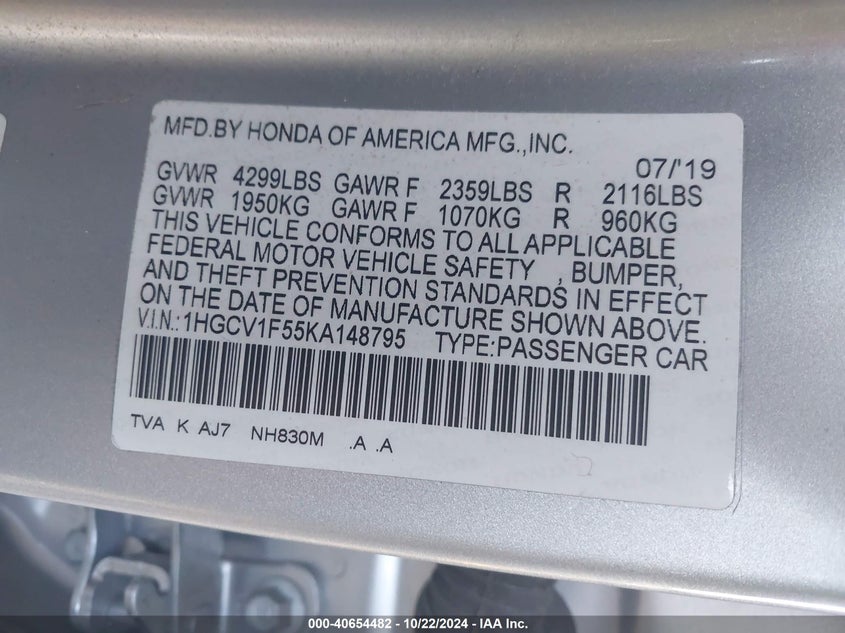 MFD.BY HONDA OF AMERICA MFG.,INC.
07/'19
GVWR 4299LBS GAWR F 2359LBS R 2116LBS
GVWR 1950KG GAWR F 1070KG R 960KG
THIS VEHICLE CONFORMS TO ALL APPLICABLE
FEDERAL MOTOR VEHICLE SAFETY , BUMPER,
AND THEFT PREVENTION STANDARDS IN EFFECT
ON THE DATE OF MANUFACTURE SHOWN ABOVE.
V.I.N.:1HGCV1F55KA148795 TYPE:PASSENGER CAR
TVA K AJ7 NH830M .A .A
000-40654482 - 10/22/2024 - IAA Inc.